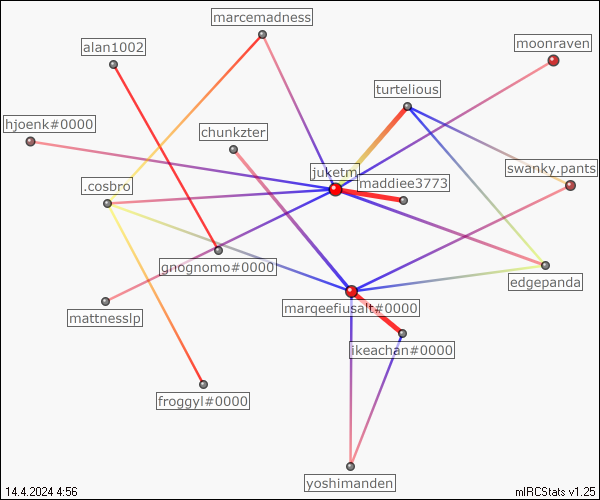 marcemadness
alan1002
moonraven
turtelious
hjoenk#0000
chunkzter
juketm
swanky.pants
.cosbro
maddiee3773
gnognomo#0000
edgepanda
marqeefiusalt#0000
mattnesslp
ikeachan#0000
froggyl#0000
yoshimanden
14.4.2024 4:56
mIRCStats v1.25